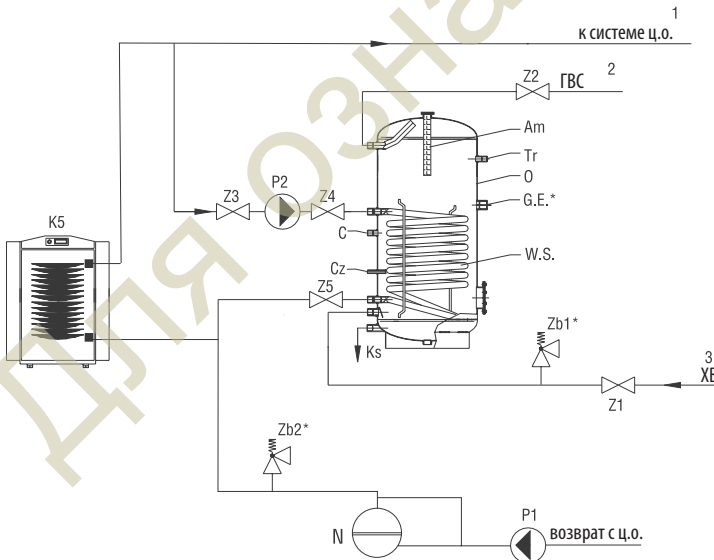 1
к системе ц.о.
2
Z2
ГВС
Am
Tr
O
P2
Z3
Z4
G.E.*
K5
C
W.S.
Cz
Z5
Zb1*
Ks
3
Z1
Zb2*
P1
N
возврат с ц.о.
Для озна